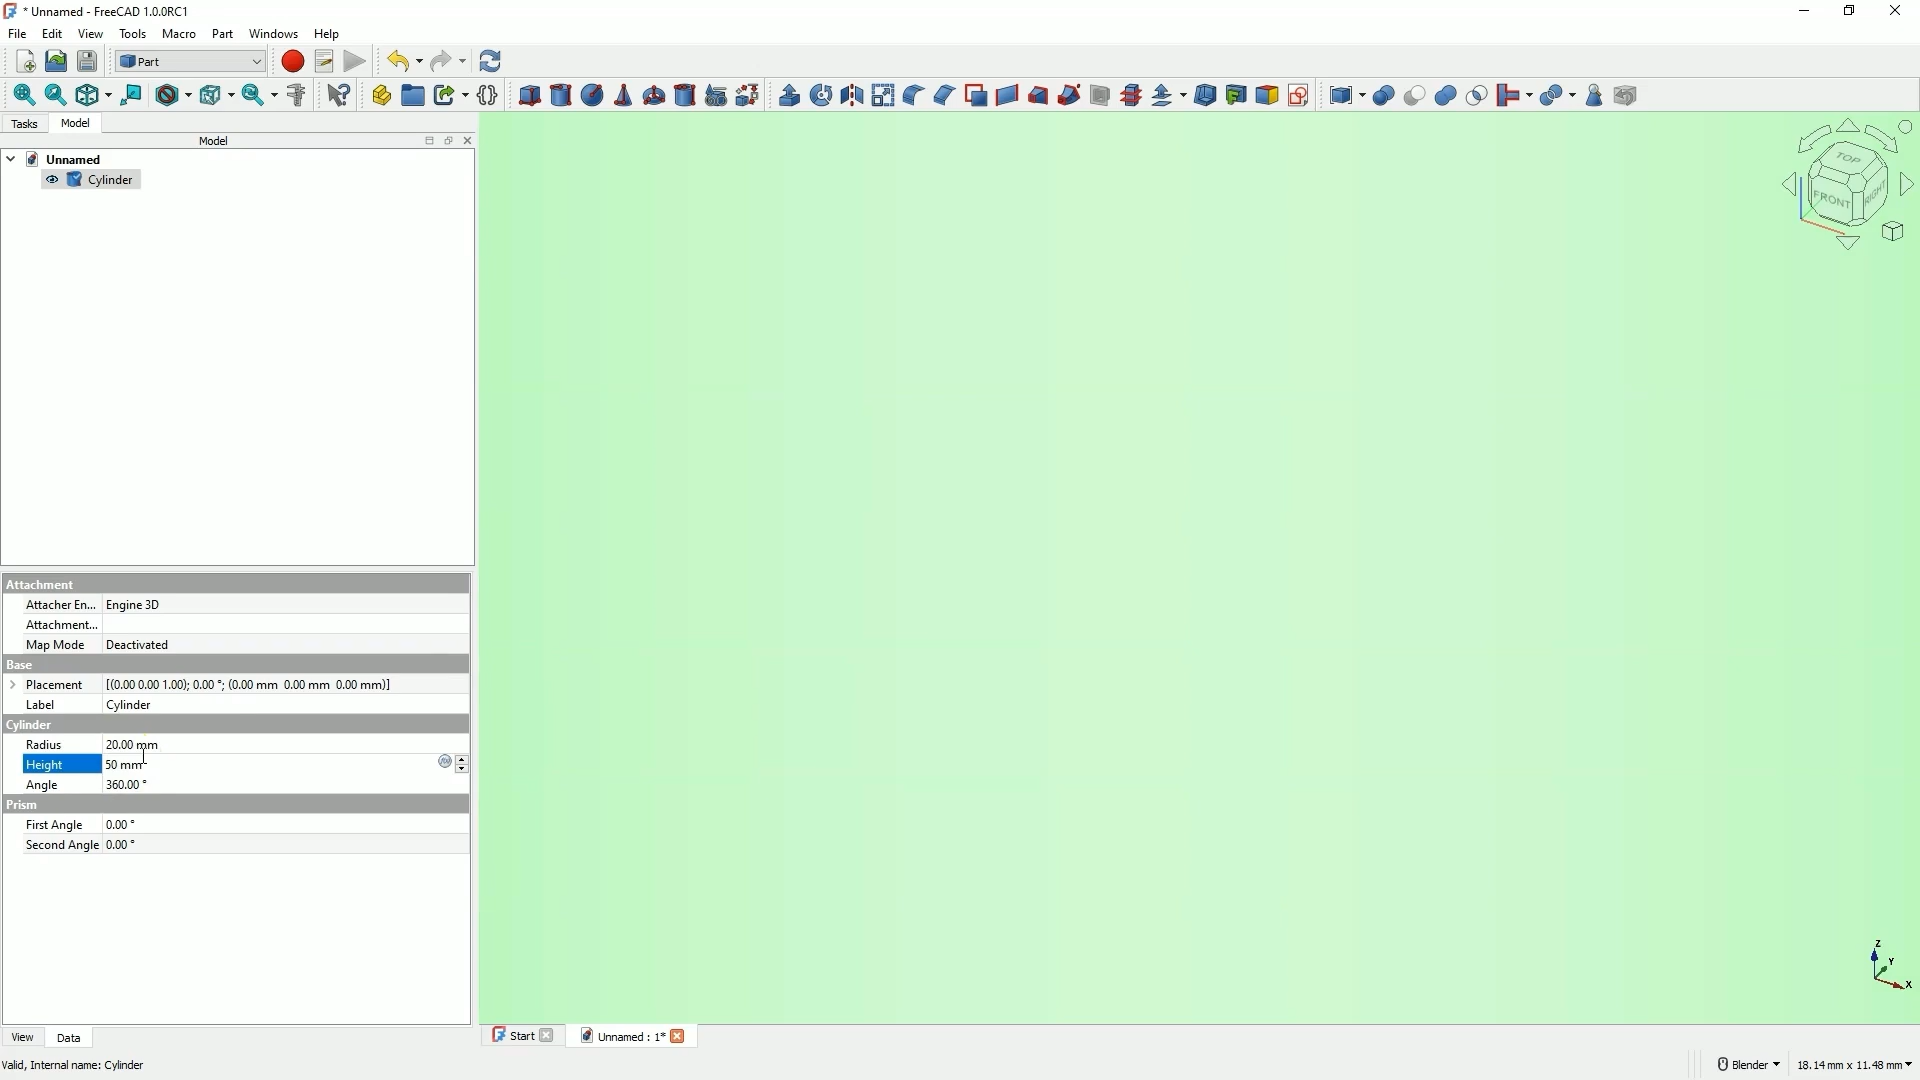 * Unnamed - FreeCAD 1.0.0RC1
File Edit View Tools Macro Part Windows Help
Part
Tasks Model
Model
Unnamed
Cylinder
TOP
FRONT RIGHT
Attachment
Attacher En... Engine 3D
Attachment...
Map Mode Deactivated
Base
Placement [(0.00 0.00 1.00); 0.00 °; (0.00 mm 0.00 mm 0.00 mm)]
Label Cylinder
Cylinder
Radius 20.00 mm
Height 50 mm
Angle 360.00 °
Prism
First Angle 0.00 °
Second Angle 0.00 °
Z
Y
X
View Data
Start Unnamed : 1*
Valid, Internal name: Cylinder
Blender 18.14 mm x 11.48 mm